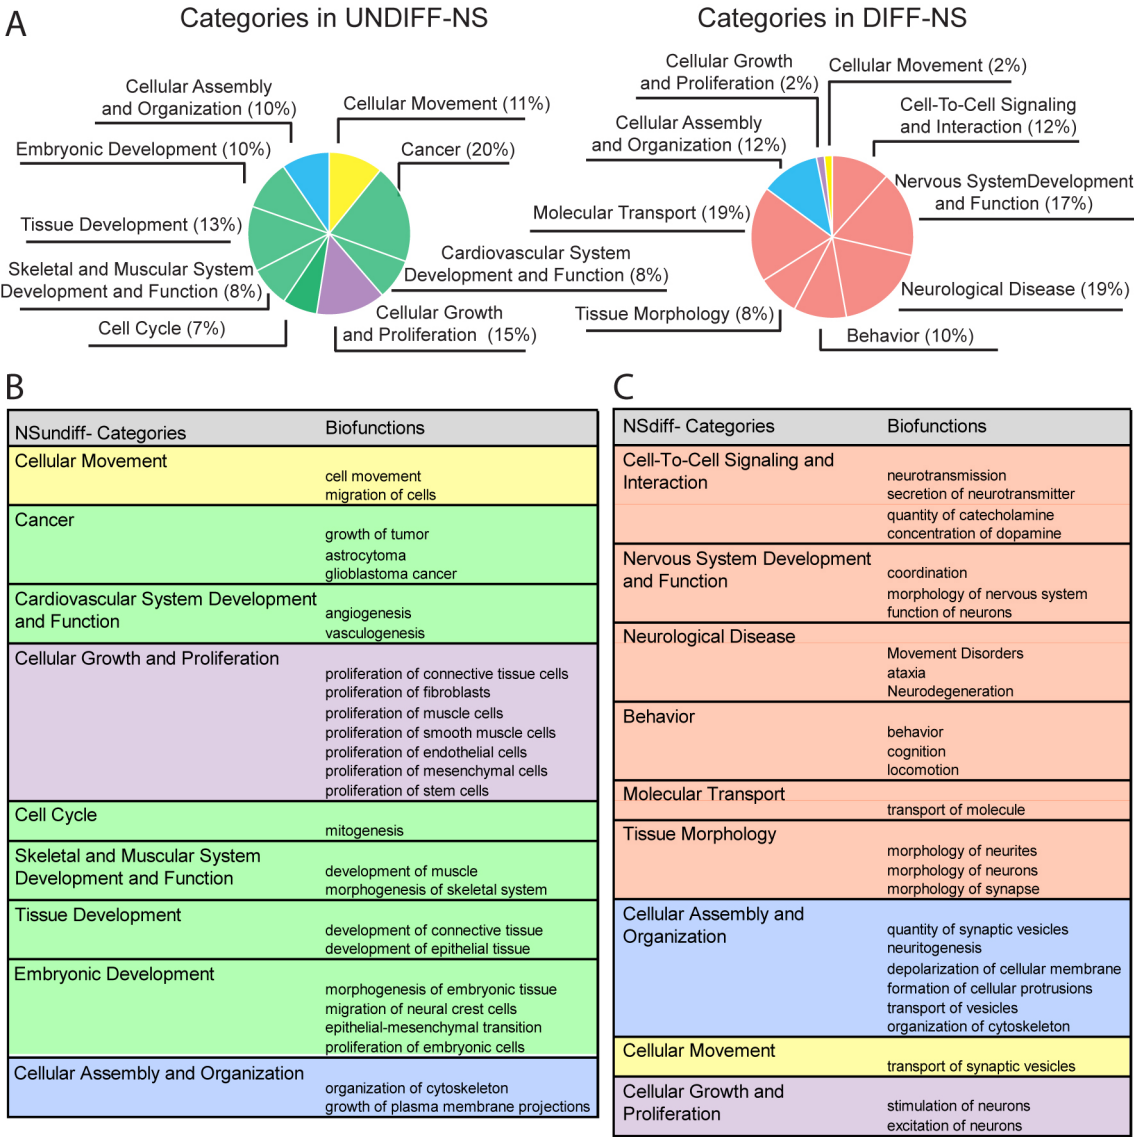 A
Categories in UNDIFF-NS
Cellular Assembly
and Organization (10%)
Cellular Movement (11%)
Embryonic Development (10%)
Cancer (20%)
Tissue Development (13%)
Skeletal and Muscular System
Development and Function (8%)
Cardiovascular System
Development and Function (8%)
Cell Cycle (7%)
Cellular Growth
and Proliferation (15%)
Categories in DIFF-NS
Cellular Growth
and Proliferation (2%)
Cellular Movement (2%)
Cellular Assembly
and Organization (12%)
Cell-To-Cell Signaling
and Interaction (12%)
Nervous SystemDevelopment
and Function (17%)
Molecular Transport (19%)
Neurological Disease (19%)
Tissue Morphology (8%)
Behavior (10%)
B
NSundiff- Categories Biofunctions
Cellular Movement
cell movement
migration of cells
Cancer
growth of tumor
astrocytoma
glioblastoma cancer
Cardiovascular System Development
and Function
angiogenesis
vasculogenesis
Cellular Growth and Proliferation
proliferation of connective tissue cells
proliferation of fibroblasts
proliferation of muscle cells
proliferation of smooth muscle cells
proliferation of endothelial cells
proliferation of mesenchymal cells
proliferation of stem cells
Cell Cycle
mitogenesis
Skeletal and Muscular System
Development and Function
development of muscle
morphogenesis of skeletal system
Tissue Development
development of connective tissue
development of epithelial tissue
Embryonic Development
morphogenesis of embryonic tissue
migration of neural crest cells
epithelial-mesenchymal transition
proliferation of embryonic cells
Cellular Assembly and Organization
organization of cytoskeleton
growth of plasma membrane projections
C
NSdiff- Categories Biofunctions
Cell-To-Cell Signaling and
Interaction
neurotransmission
secretion of neurotransmitter
quantity of catecholamine
concentration of dopamine
Nervous System Development
and Function
coordination
morphology of nervous system
function of neurons
Neurological Disease
Movement Disorders
ataxia
Neurodegeneration
Behavior
behavior
cognition
locomotion
Molecular Transport
transport of molecule
Tissue Morphology
morphology of neurites
morphology of neurons
morphology of synapse
Cellular Assembly and
Organization
quantity of synaptic vesicles
neuritogenesis
depolarization of cellular membrane
formation of cellular protrusions
transport of vesicles
organization of cytoskeleton
Cellular Movement
transport of synaptic vesicles
Cellular Growth and
Proliferation
stimulation of neurons
excitation of neurons